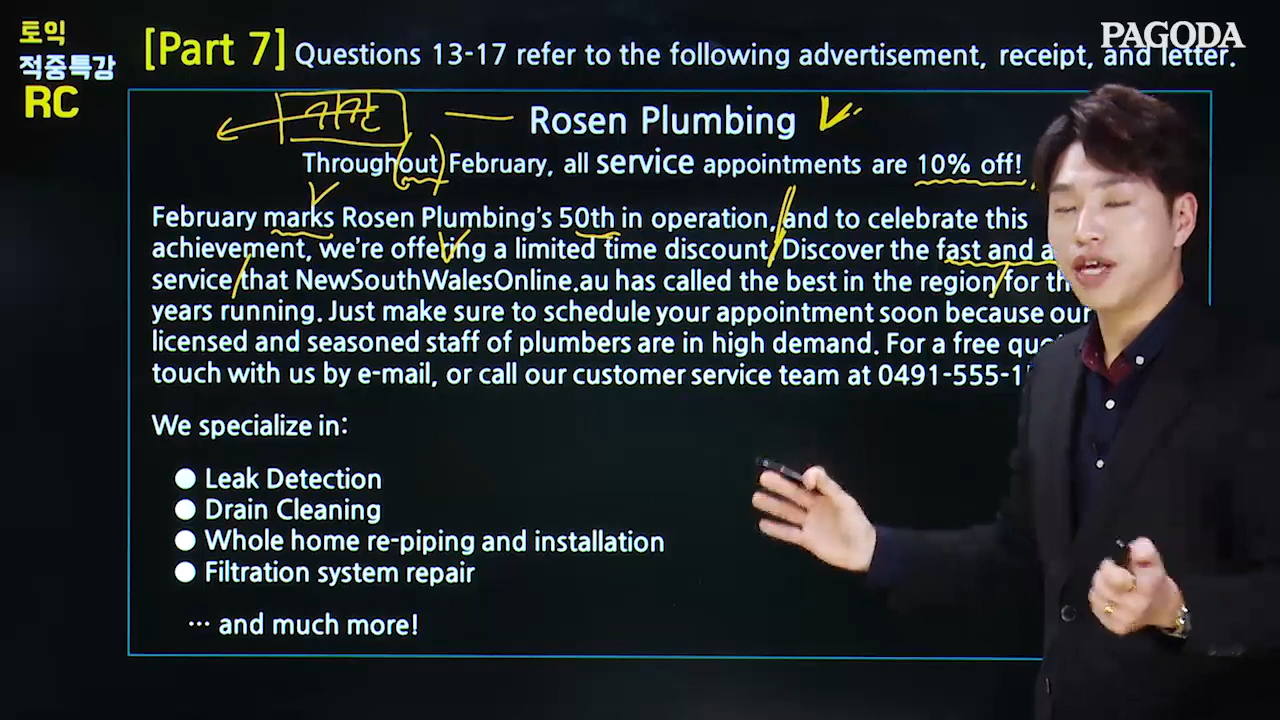 토익
적중특강
RC
[Part 7] Questions 13-17 refer to the following advertisement, receipt, and letter.
PAGODA
Rosen Plumbing
Throughout February, all service appointments are 10% off!
February marks Rosen Plumbing's 50th in operation, and to celebrate this
achievement, we're offering a limited time discount. Discover the fast and
service that NewSouthWalesOnline.au has called the best in the region for
years running. Just make sure to schedule your appointment soon because our
licensed and seasoned staff of plumbers are in high demand. For a free
touch with us by e-mail, or call our customer service team at 0491-555-1
We specialize in:
● Leak Detection
● Drain Cleaning
● Whole home re-piping and installation
● Filtration system repair
… and much more!